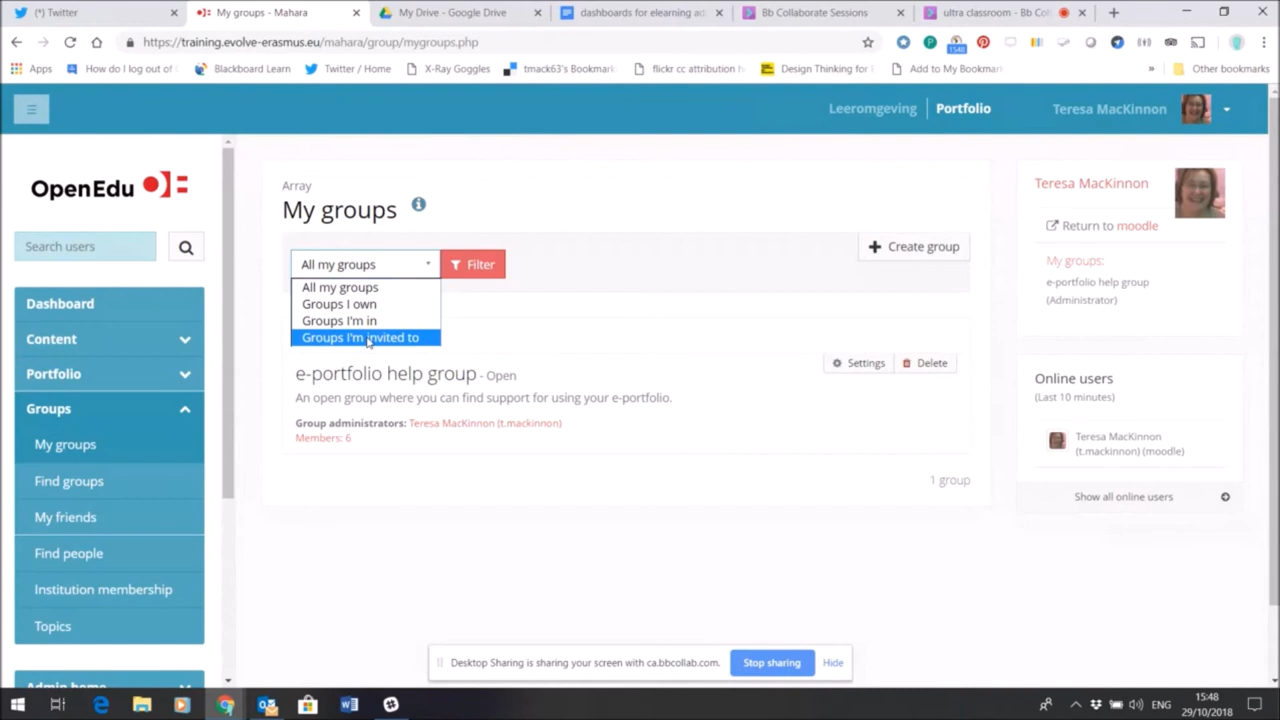 (*) Twitter
My groups - Mahara
My Drive - Google Drive
dashboards for elearning ad
Bb Collaborate Sessions
ultra classroom - Bb Co
https://training.evolve-erasmus.eu/mahara/group/mygroups.php
1548
Apps
How do I log out of
Blackboard Learn
Twitter / Home
X-Ray Goggles
tmack63's Bookmark
flickr cc attribution h
Design Thinking for
Add to My Bookmar
»
Other bookmarks
Leeromgeving
Portfolio
Teresa MacKinnon
OpenEdu
Search users
Dashboard
Content
Portfolio
Groups
My groups
Find groups
My friends
Find people
Institution membership
Topics
Admin home
Array
My groups
Create group
All my groups
Filter
All my groups
Groups I own
Groups I'm in
Groups I'm invited to
e-portfolio help group - Open
Settings
Delete
An open group where you can find support for using your e-portfolio.
Group administrators: Teresa MacKinnon (t.mackinnon)
Members: 6
1 group
Teresa MacKinnon
Return to moodle
My groups:
e-portfolio help group
(Administrator)
Online users
(Last 10 minutes)
Teresa MacKinnon
(t.mackinnon) (moodle)
Show all online users
Desktop Sharing is sharing your screen with ca.bbcollab.com.
Stop sharing
Hide
ENG
15:48
29/10/2018